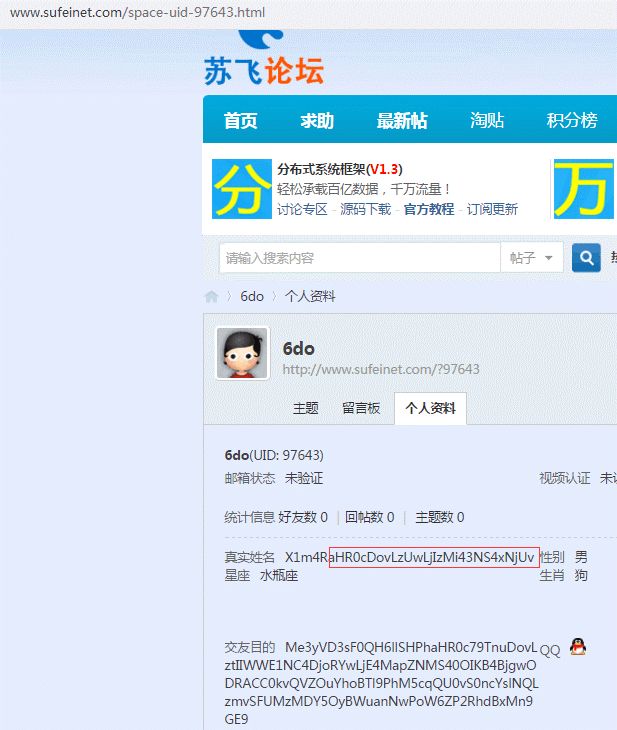 www.sufeinet.com/space-uid-97643.html
苏飞论坛
首页 求助 最新帖 淘贴 积分榜
分 分布式系统框架(V1.3) 万
轻松承载百亿数据，千万流量！
讨论专区 - 源码下载 - 官方教程 - 订阅更新
请输入搜索内容 帖子
6do 个人资料
6do
http://www.sufeinet.com/?97643
主题 留言板 个人资料
6do(UID: 97643)
邮箱状态 未验证 视频认证
统计信息 好友数 0 | 回帖数 0 | 主题数 0
真实姓名 X1m4RaHR0cDovLzUwLjIzMi43NS4xNjUv 性别 男
星座 水瓶座 生肖 狗
交友目的 Me3yVD3sF0QH6lISHPhaHR0c79TnuDovL QQ
ztIIWWE1NC4DjoRYwLjE4MapZNMS40OIKB4BjgwO
DRACC0kvQVZOuYhoBTl9PhM5cqQU0vS0ncYsINQL
zmvSFUMzMDY5OyBWuanNwPoW6ZP2RhdBxMn9
GE9